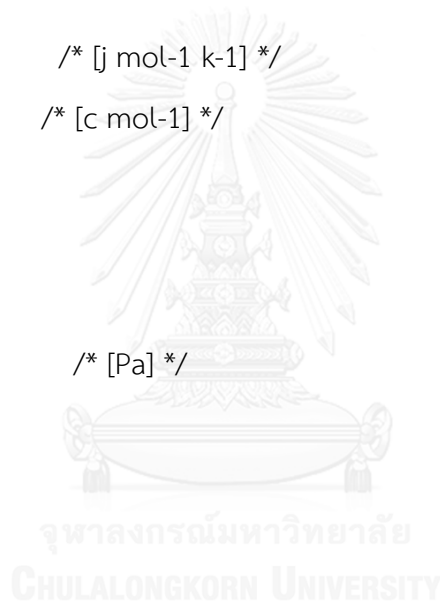 /* [j mol-1 k-1] */
/* [c mol-1] */
/* [Pa] */
จุฬาลงกรณ์มหาวิทยาลัย
CHULALONGKORN UNIVERSITY